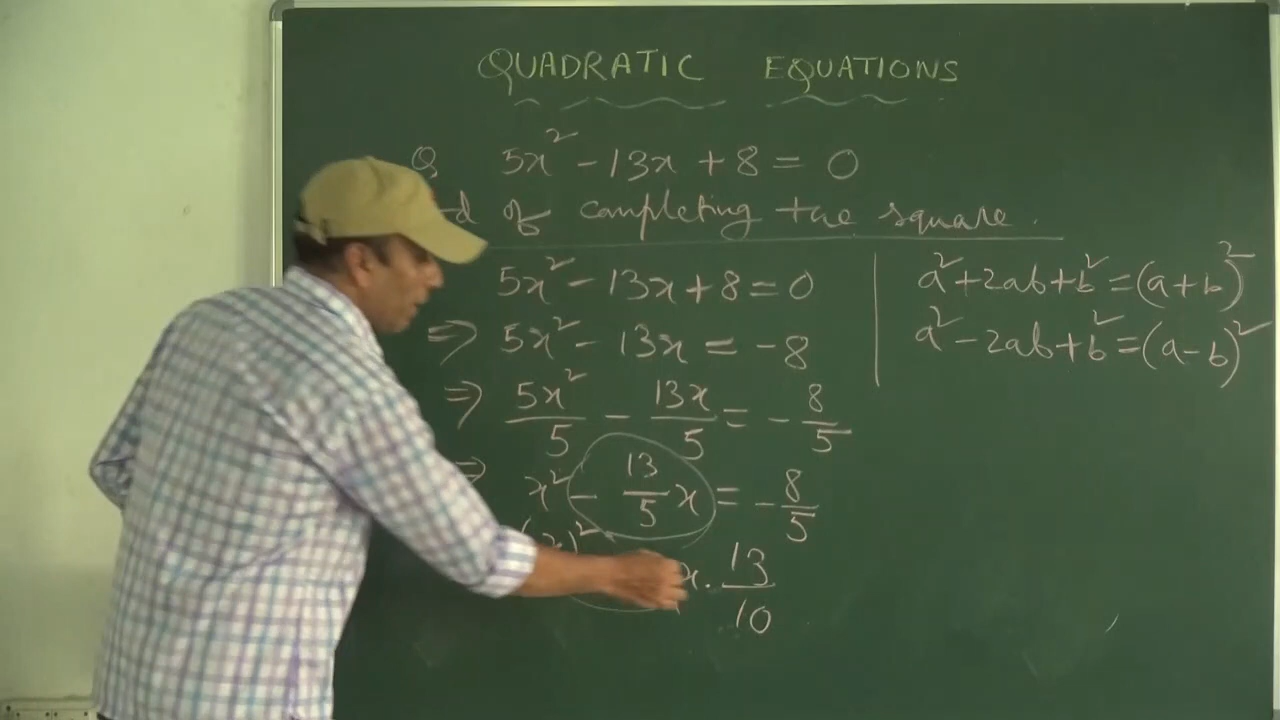 QUADRATIC EQUATIONS
Q 5x² - 13x + 8 = 0
d of completing the square.
5x² - 13x + 8 = 0
a² + 2ab + b² = (a + b)²
⇒ 5x² - 13x = -8
a² - 2ab + b² = (a - b)²
⇒ 5x²/5 - 13x/5 = -8/5
⇒ x² - 13/5 x = -8/5
(x)² x · 13/10